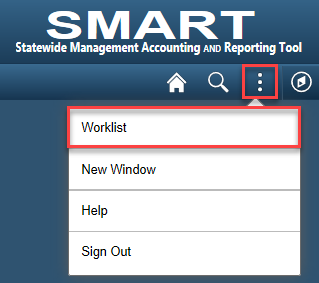 SMART
Statewide Management Accounting AND Reporting Tool
Worklist
New Window
Help
Sign Out